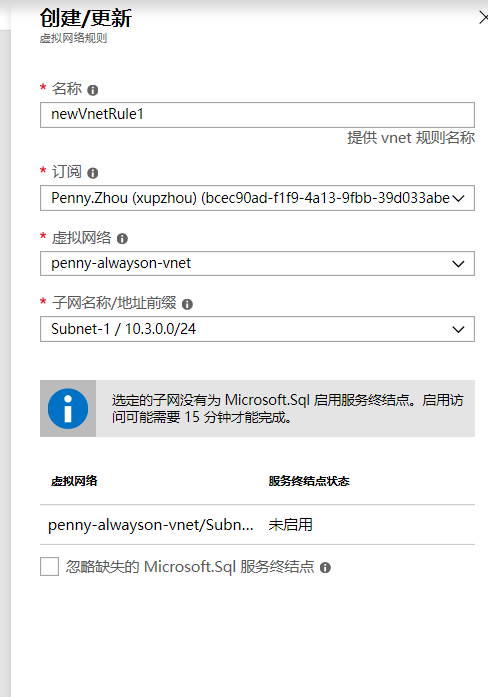 创建/更新
虚拟网络规则
* 名称
newVnetRule1
提供 vnet 规则名称
* 订阅
Penny.Zhou (xupzhou) (bcec90ad-f1f9-4a13-9fbb-39d033abe
* 虚拟网络
penny-alwayson-vnet
* 子网名称/地址前缀
Subnet-1 / 10.3.0.0/24
选定的子网没有为 Microsoft.Sql 启用服务终结点。启用访
问可能需要 15 分钟才能完成。
虚拟网络 服务终结点状态
penny-alwayson-vnet/Subn... 未启用
忽略缺失的 Microsoft.Sql 服务终结点